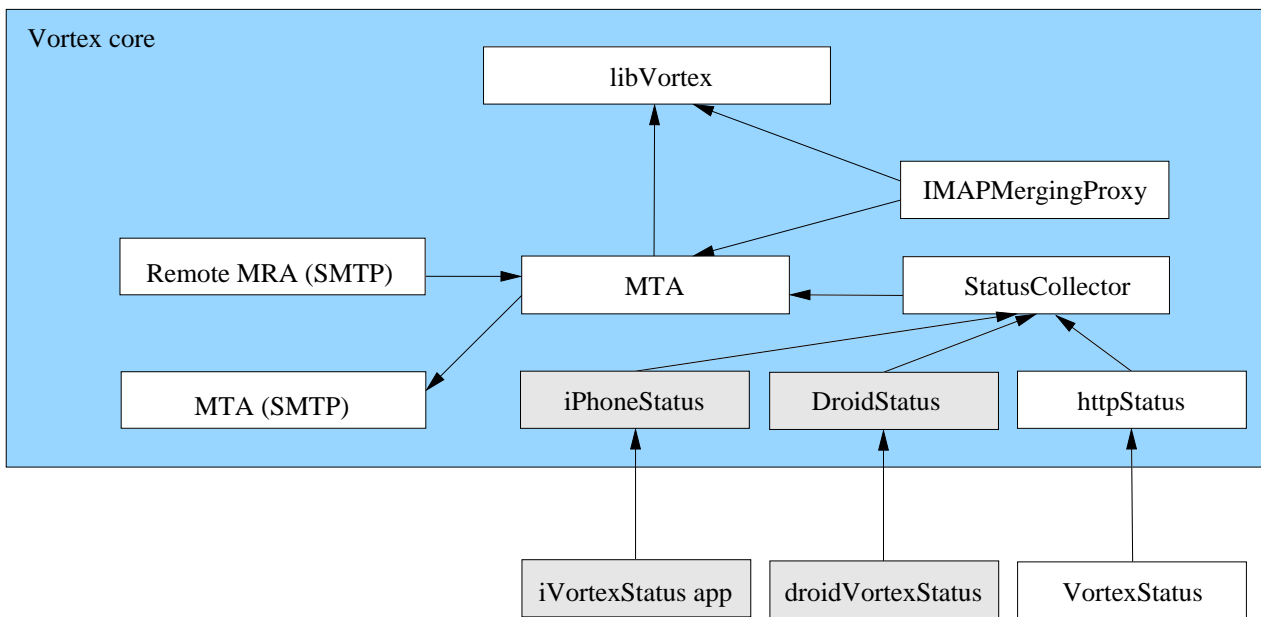 Vortex core
libVortex
IMAPMergingProxy
Remote MRA (SMTP)
MTA
StatusCollector
MTA (SMTP)
iPhoneStatus
DroidStatus
httpStatus
iVortexStatus app
droidVortexStatus
VortexStatus